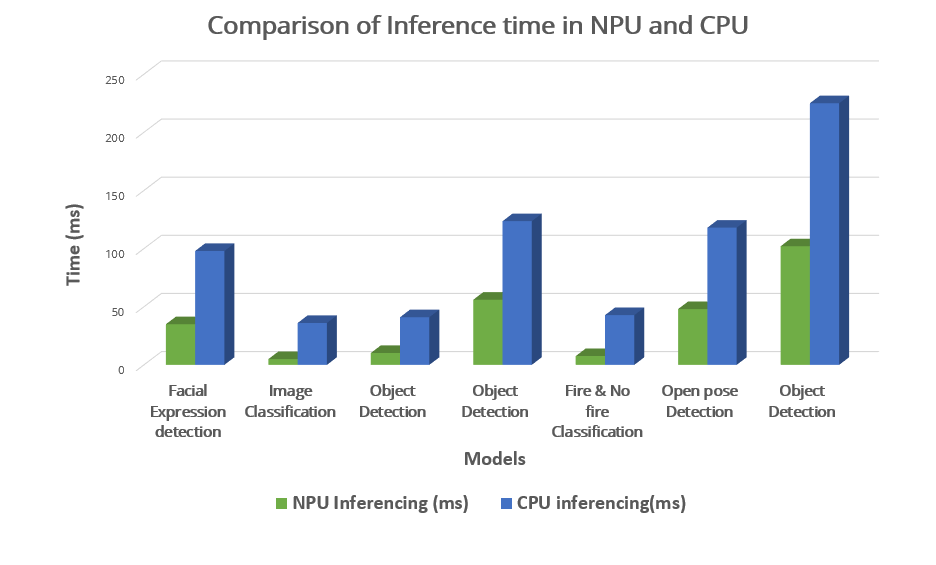 Comparison of Inference time in NPU and CPU
250
200
150
100
50
0
Time (ms)
Facial
Expression
detection
Image
Classification
Object
Detection
Object
Detection
Fire & No
fire
Classification
Open pose
Detection
Object
Detection
Models
NPU Inferencing (ms)
CPU inferencing(ms)